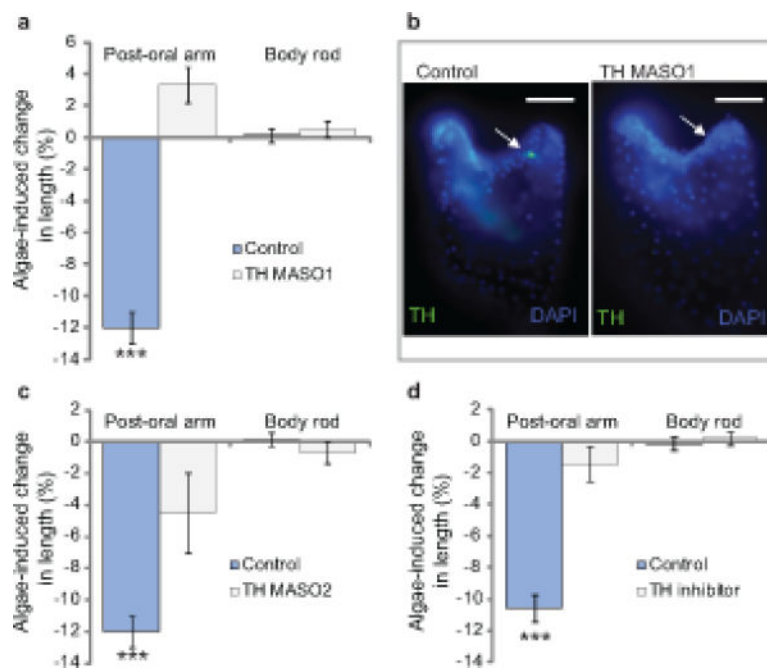 a
Algae-induced change
in length (%)
6
4
2
0
-2
-4
-6
-8
-10
-12
-14
Post-oral arm
Body rod
Control
TH MASO1
***
b
Control
TH MASO1
TH
DAPI
TH
DAPI
c
Algae-induced change
in length (%)
2
0
-2
-4
-6
-8
-10
-12
-14
Post-oral arm
Body rod
Control
TH MASO2
***
d
Algae-induced change
in length (%)
2
0
-2
-4
-6
-8
-10
-12
-14
Post-oral arm
Body rod
Control
TH inhibitor
***